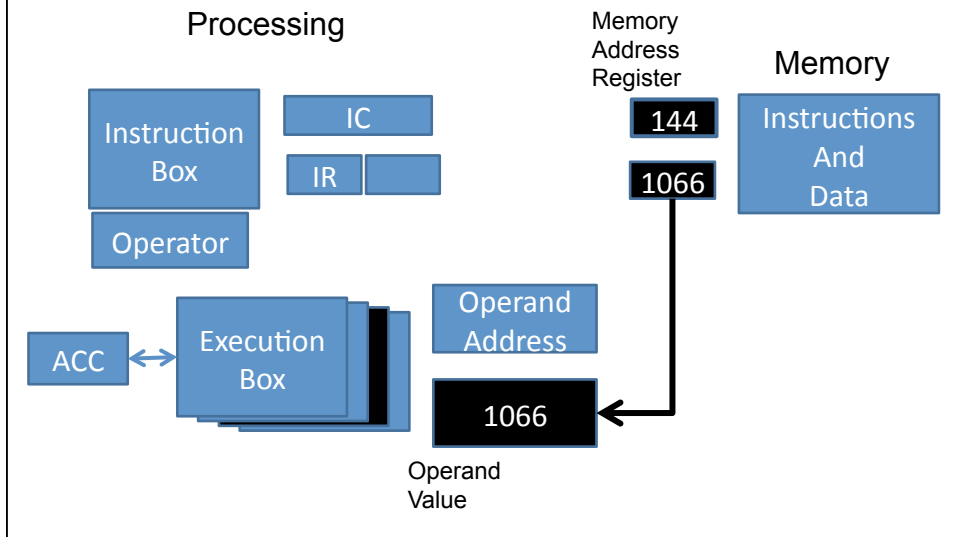 Processing
Memory
Address
Register
Memory
Instruction
Box
IC
144
Instructions
And
Data
IR
1066
Operator
Operand
Address
Execution
Box
ACC
1066
Operand
Value